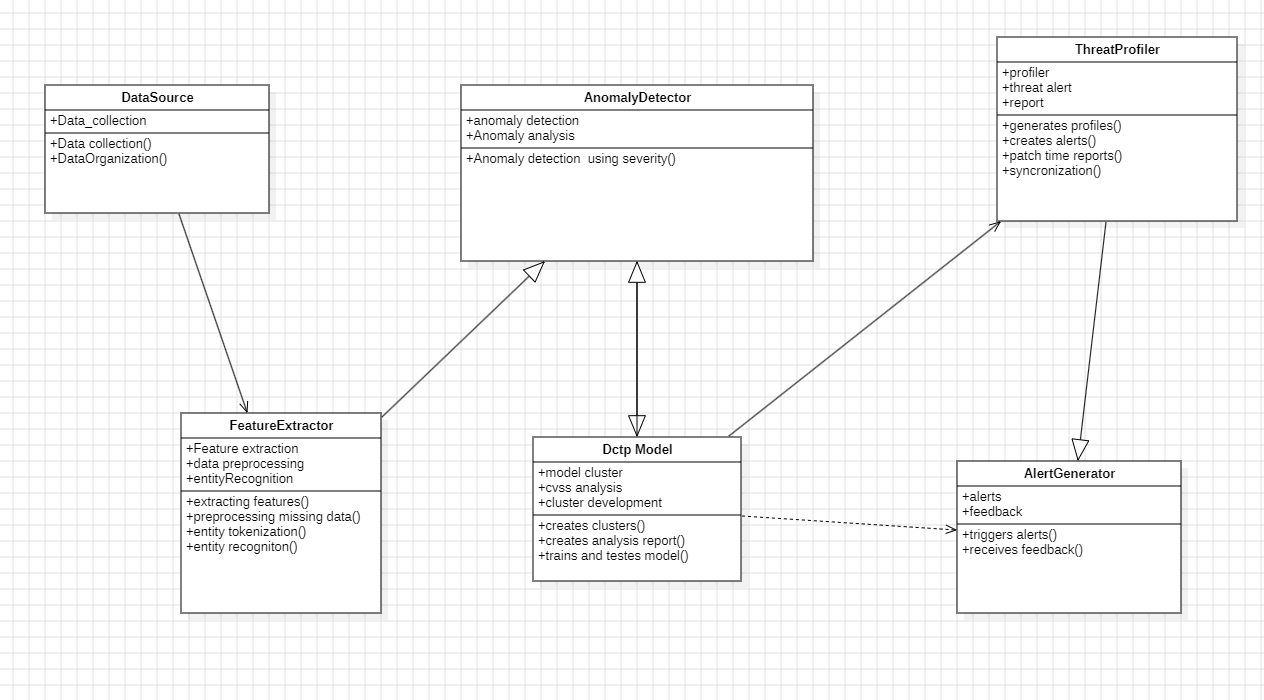 DataSource
+Data_collection
+Data collection()
+DataOrganization()
AnomalyDetector
+anomaly detection
+Anomaly analysis
+Anomaly detection  using severity()
ThreatProfiler
+profiler
+threat alert
+report
+generates profiles()
+creates alerts()
+patch time reports()
+syncronization()
FeatureExtractor
+Feature extraction
+data preprocessing
+entityRecognition
+extracting features()
+preprocessing missing data()
+entity tokenization()
+entity recogniton()
Dctp Model
+model cluster
+cvss analysis
+cluster development
+creates clusters()
+creates analysis report()
+trains and testes model()
AlertGenerator
+alerts
+feedback
+triggers alerts()
+receives feedback()